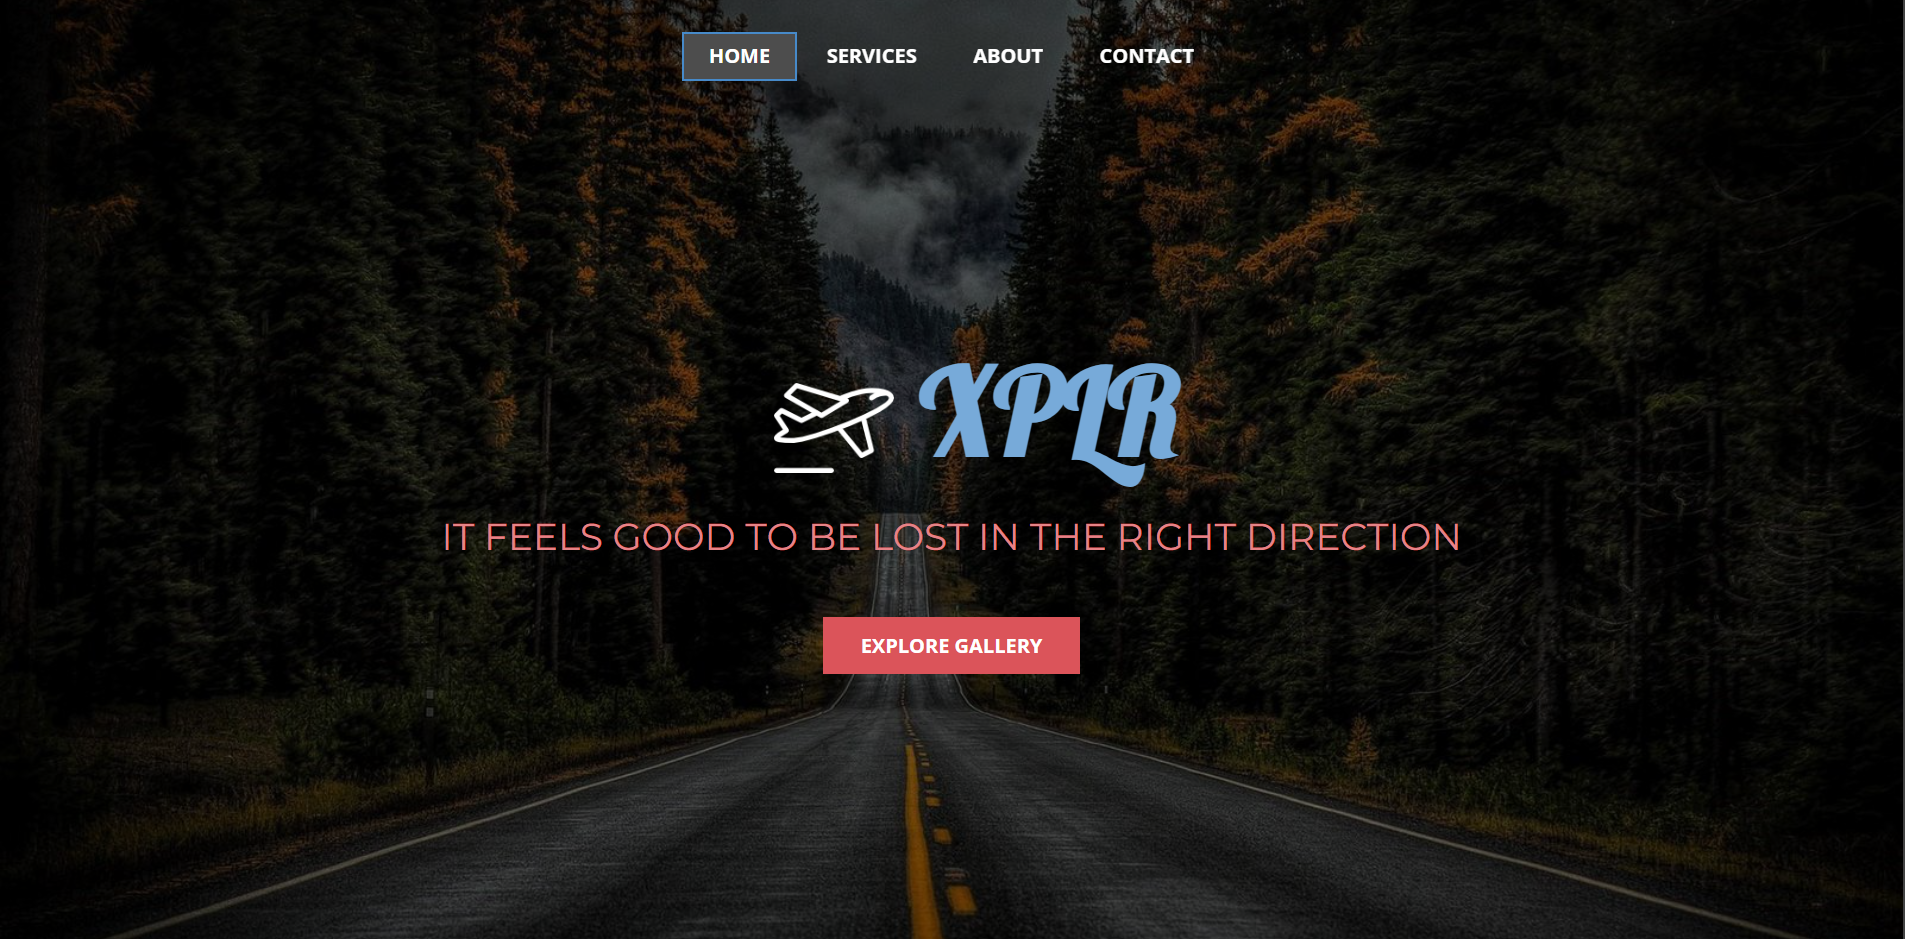 HOME SERVICES ABOUT CONTACT
XPLR
IT FEELS GOOD TO BE LOST IN THE RIGHT DIRECTION
EXPLORE GALLERY